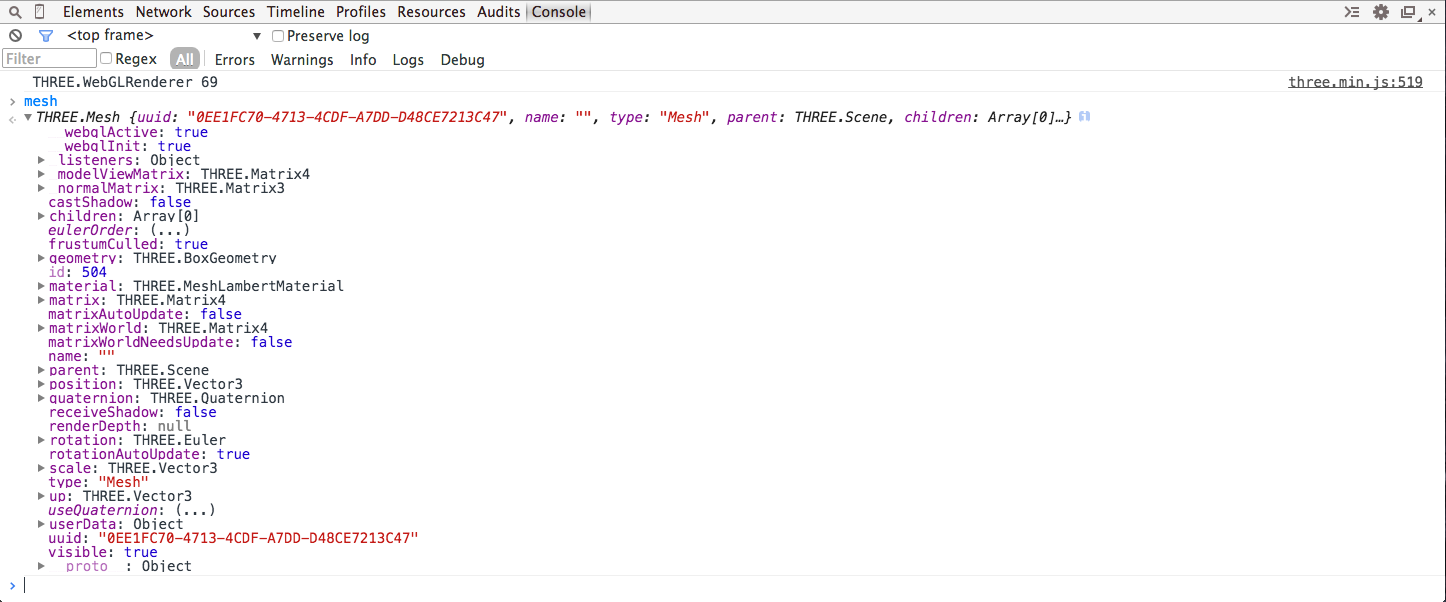 Elements Network Sources Timeline Profiles Resources Audits Console
<top frame> Preserve log
Filter Regex All Errors Warnings Info Logs Debug
THREE.WebGLRenderer 69 three.min.js:519
mesh
THREE.Mesh {uuid: "0EE1FC70-4713-4CDF-A7DD-D48CE7213C47", name: "", type: "Mesh", parent: THREE.Scene, children: Array[0]…}
__webglActive: true
__webglInit: true
_listeners: Object
_modelViewMatrix: THREE.Matrix4
_normalMatrix: THREE.Matrix3
castShadow: false
children: Array[0]
eulerOrder: (...)
frustumCulled: true
geometry: THREE.BoxGeometry
id: 504
material: THREE.MeshLambertMaterial
matrix: THREE.Matrix4
matrixAutoUpdate: false
matrixWorld: THREE.Matrix4
matrixWorldNeedsUpdate: false
name: ""
parent: THREE.Scene
position: THREE.Vector3
quaternion: THREE.Quaternion
receiveShadow: false
renderDepth: null
rotation: THREE.Euler
rotationAutoUpdate: true
scale: THREE.Vector3
type: "Mesh"
up: THREE.Vector3
useQuaternion: (...)
userData: Object
uuid: "0EE1FC70-4713-4CDF-A7DD-D48CE7213C47"
visible: true
__proto__: Object